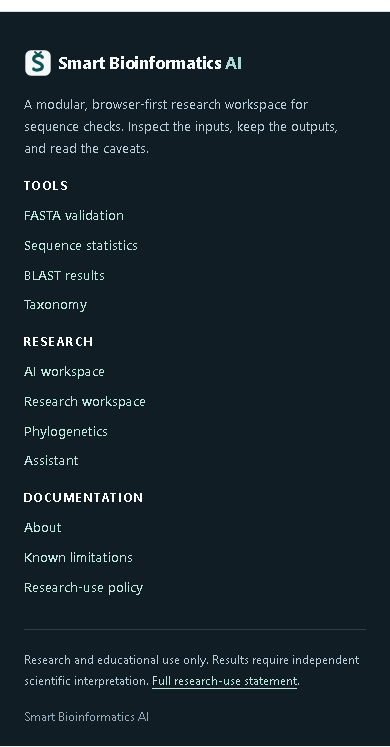 Š Smart Bioinformatics AI
A modular, browser-first research workspace for
sequence checks. Inspect the inputs, keep the outputs,
and read the caveats.
TOOLS
FASTA validation
Sequence statistics
BLAST results
Taxonomy
RESEARCH
AI workspace
Research workspace
Phylogenetics
Assistant
DOCUMENTATION
About
Known limitations
Research-use policy
Research and educational use only. Results require independent
scientific interpretation. Full research-use statement.
Smart Bioinformatics AI